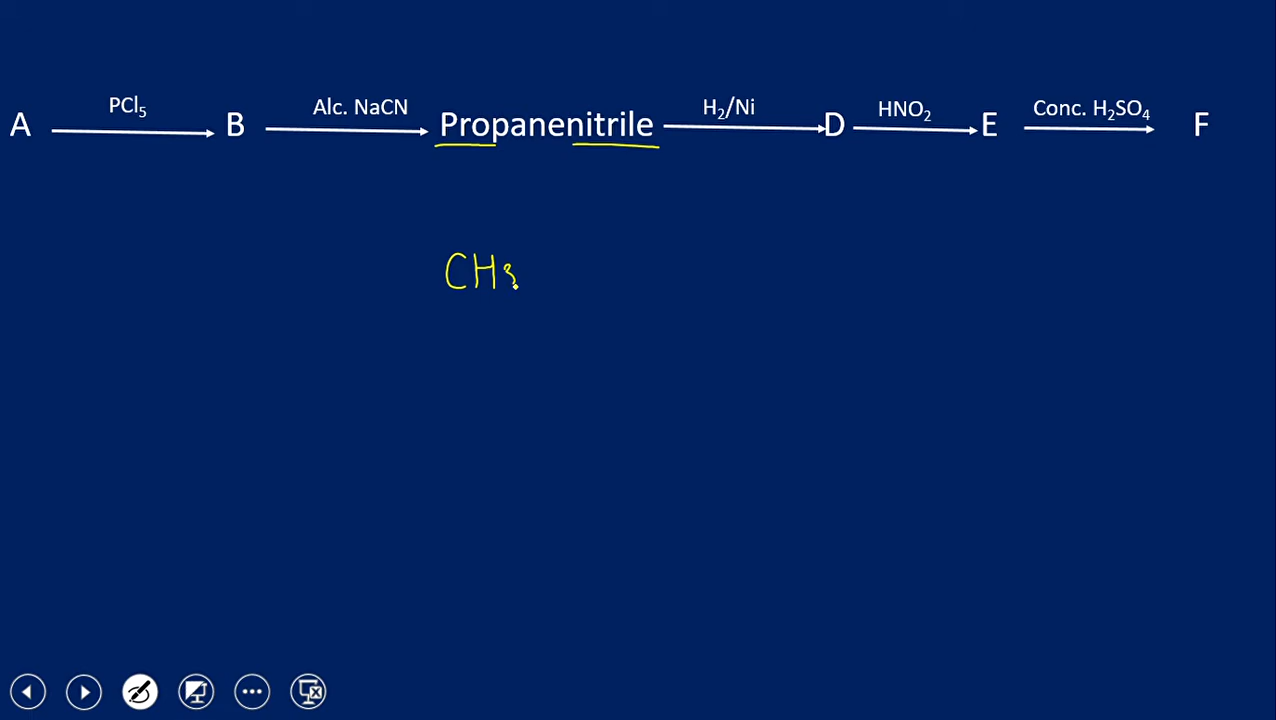 A PCl₅ B Alc. NaCN Propanenitrile H₂/Ni D HNO₂ E Conc. H₂SO₄ F
CH₃